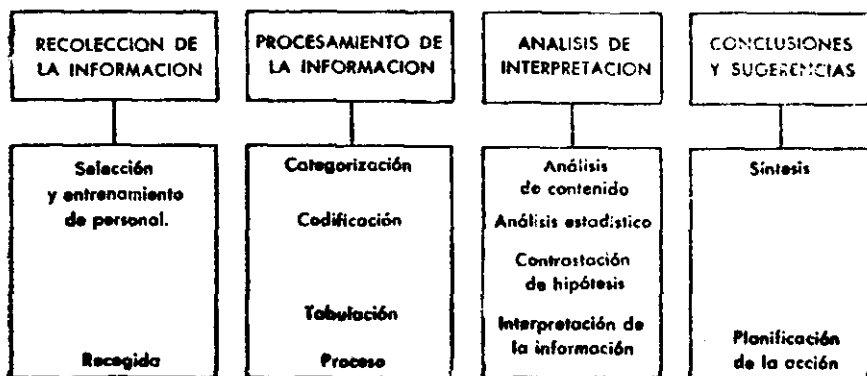 RECOLECCION DE
LA INFORMACION
PROCESAMIENTO DE
LA INFORMACION
ANALISIS DE
INTERPRETACION
CONCLUSIONES
Y SUGERENCIAS
Selección
y entrenamiento
de personal.
Recogida
Categorización
Codificación
Tabulación
Proceso
Análisis
de contenido
Análisis estadístico
Contrastación
de hipótesis
Interpretación de
la información
Síntesis
Planificación
de la acción